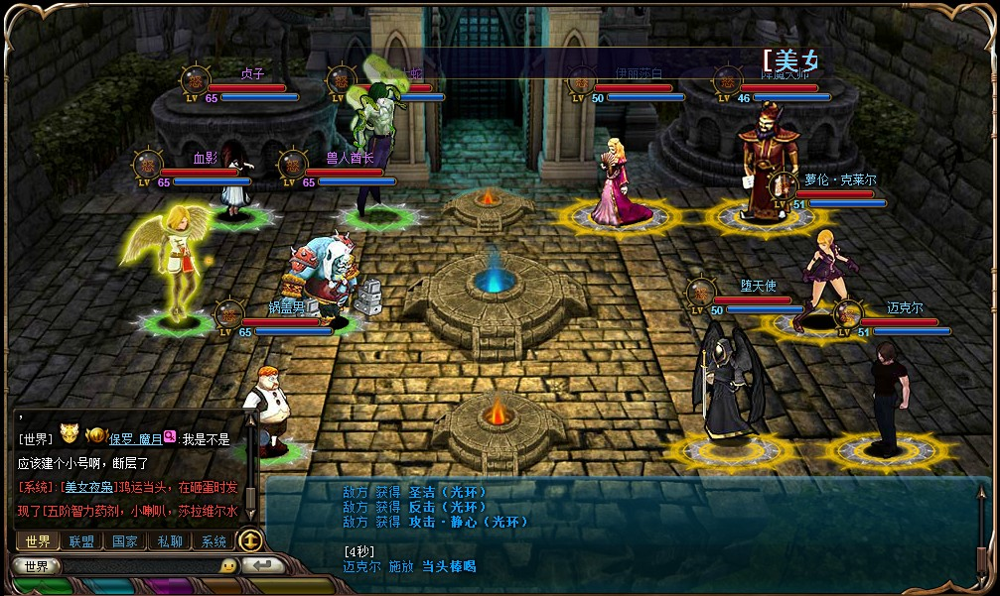 [美女
贞子
LV 65
大蛇
LV
伊丽莎白
LV 50
降魔大师
LV 46
血影
LV 65
兽人酋长
LV 65
萝伦·克莱尔
LV 51
锅盖男
LV 65
堕天使
LV 50
迈克尔
LV 51
,
[世界] 保罗.魔旦:我是不是
应该建个小号啊，断层了
[系统]:[美女夜枭]鸿运当头，在砸蛋时发
现了[五阶智力药剂，小喇叭，莎拉维尔水
世界 联盟 国家 私聊 系统
世界
敌方 获得 圣洁（光环）
敌方 获得 反击（光环）
敌方 获得 攻击·静心（光环）
[4秒]
迈克尔 施放 当头棒喝